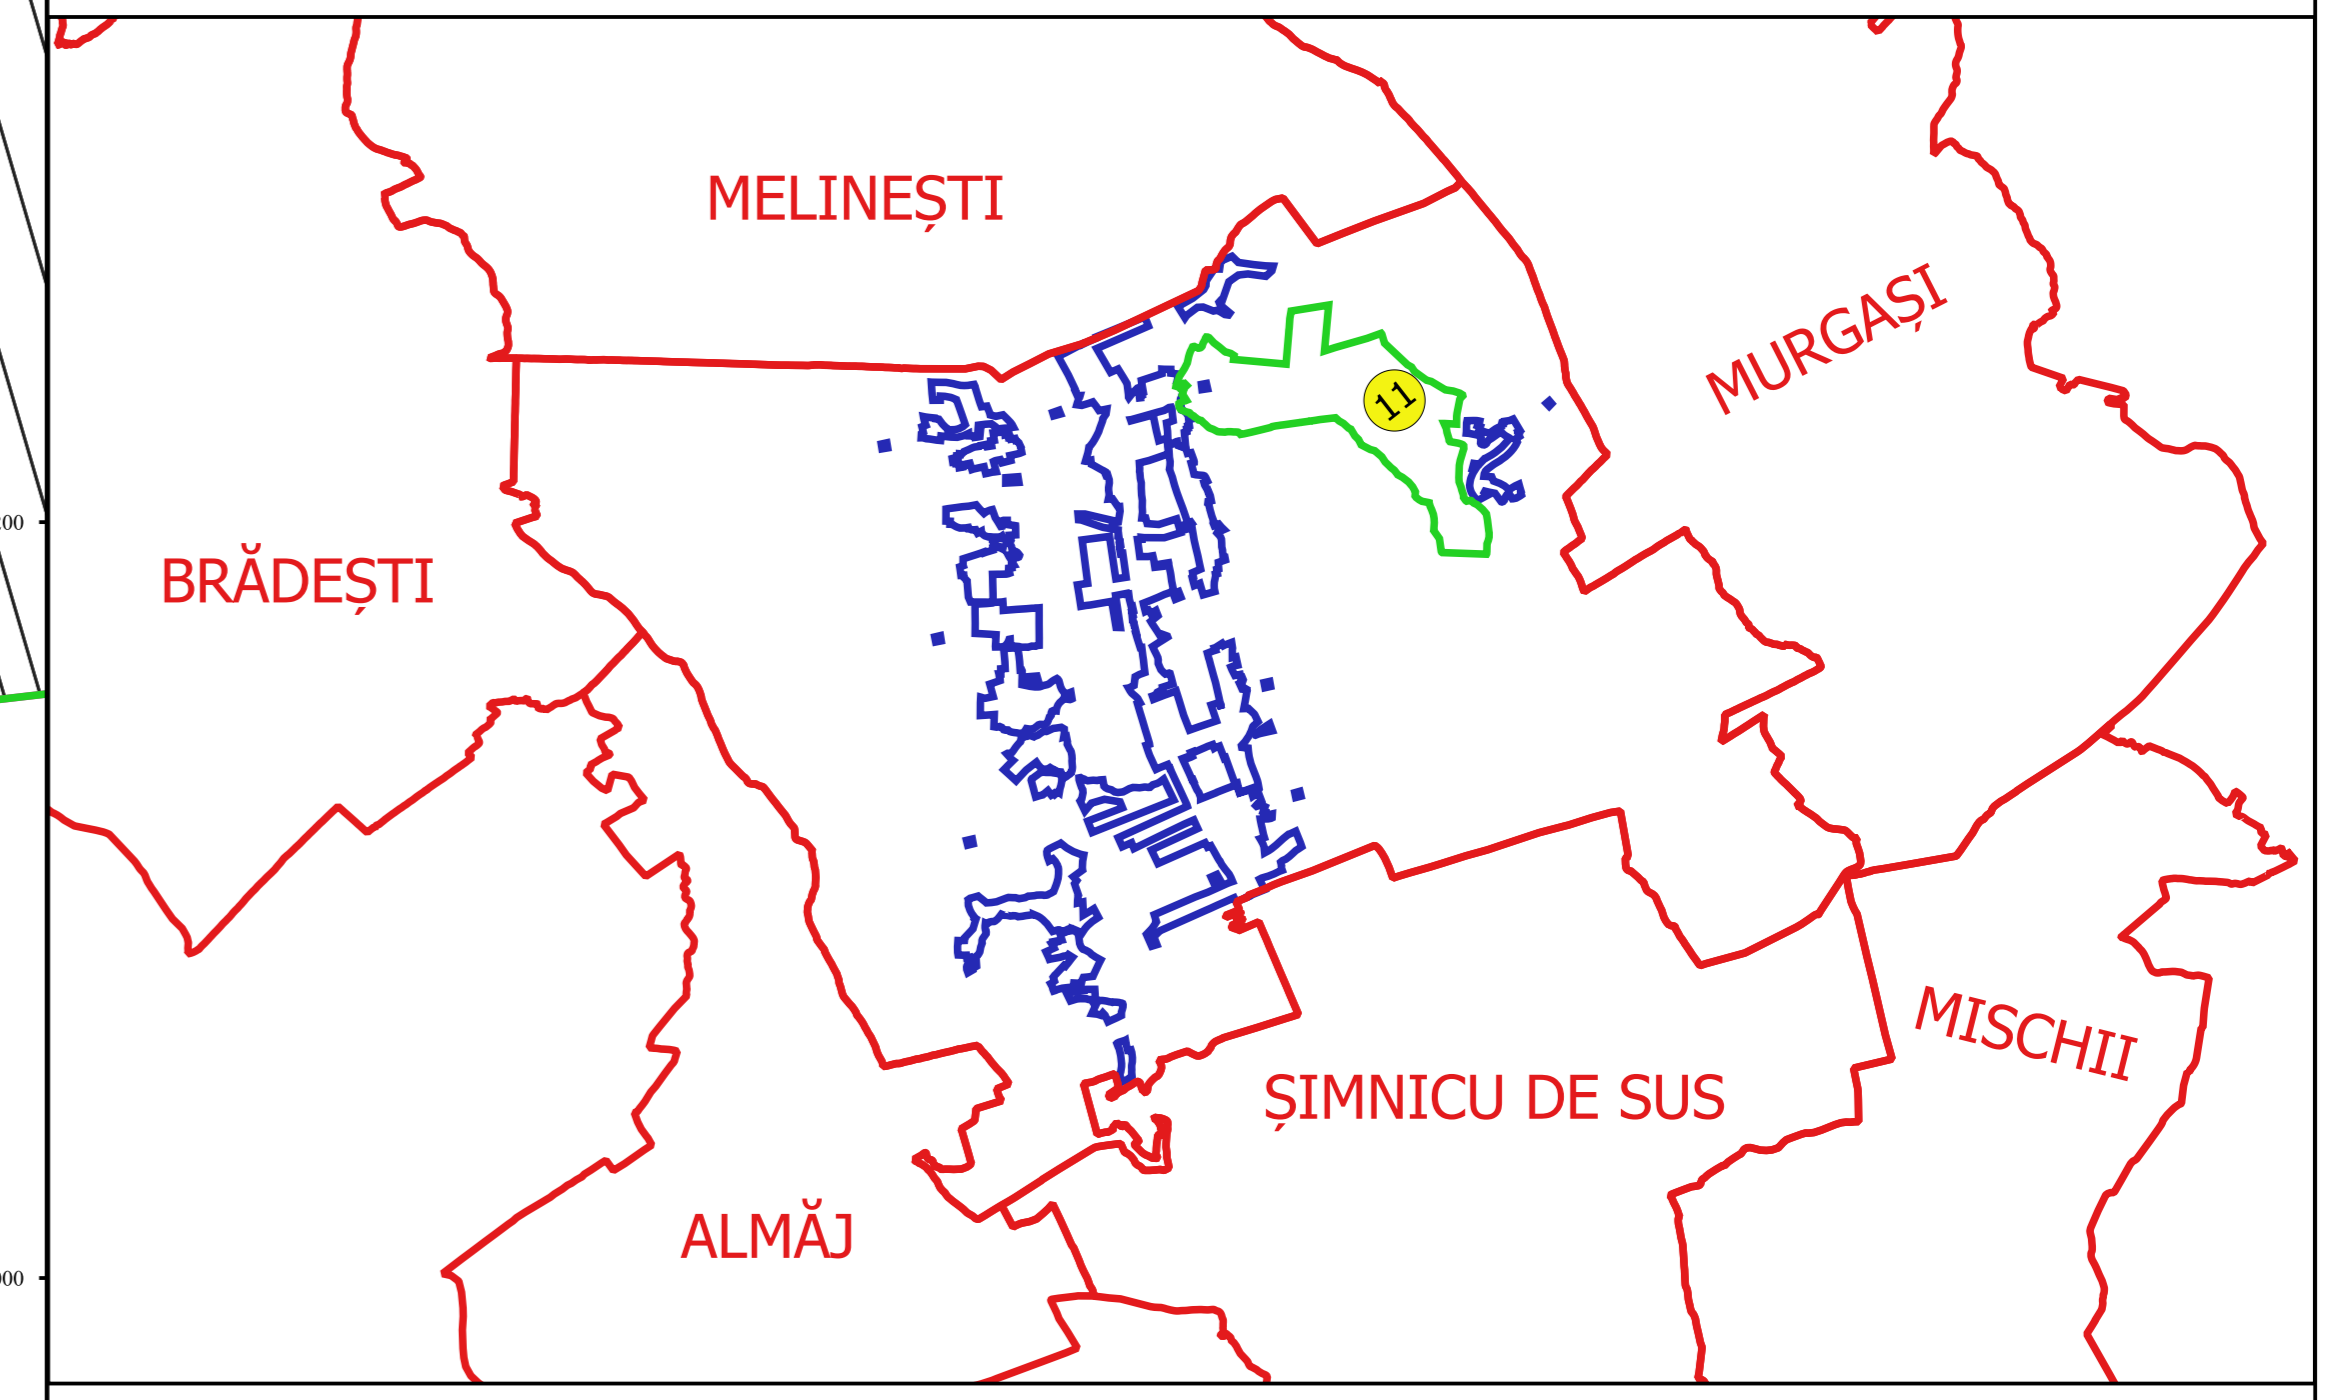 MELINEȘTI
MURGAȘI
11
BRĂDEȘTI
MISCHII
ȘIMNICU DE SUS
ALMĂJ